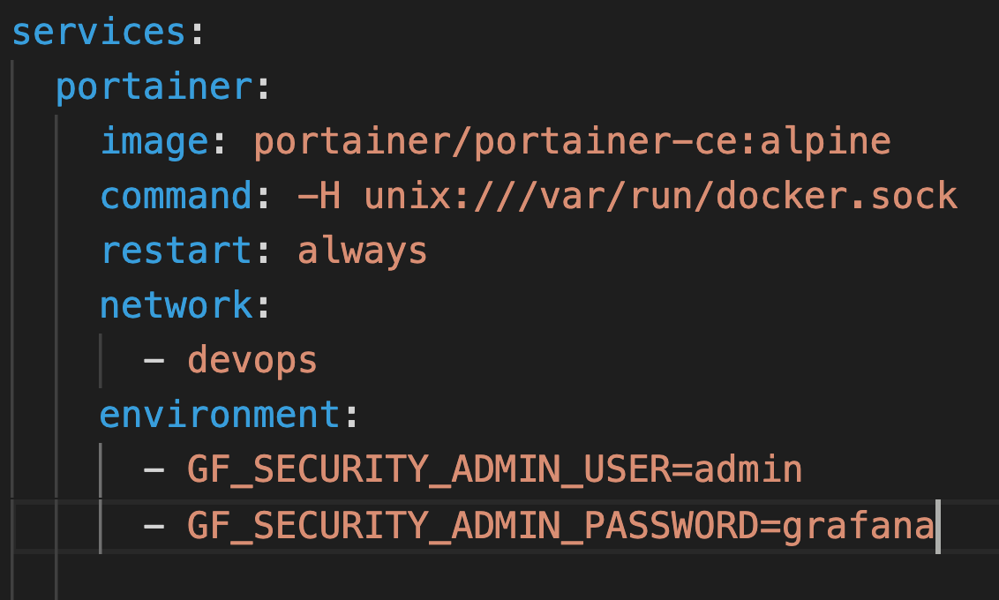 services:
  portainer:
    image: portainer/portainer-ce:alpine
    command: -H unix:///var/run/docker.sock
    restart: always
    network:
      - devops
    environment:
      - GF_SECURITY_ADMIN_USER=admin
      - GF_SECURITY_ADMIN_PASSWORD=grafana